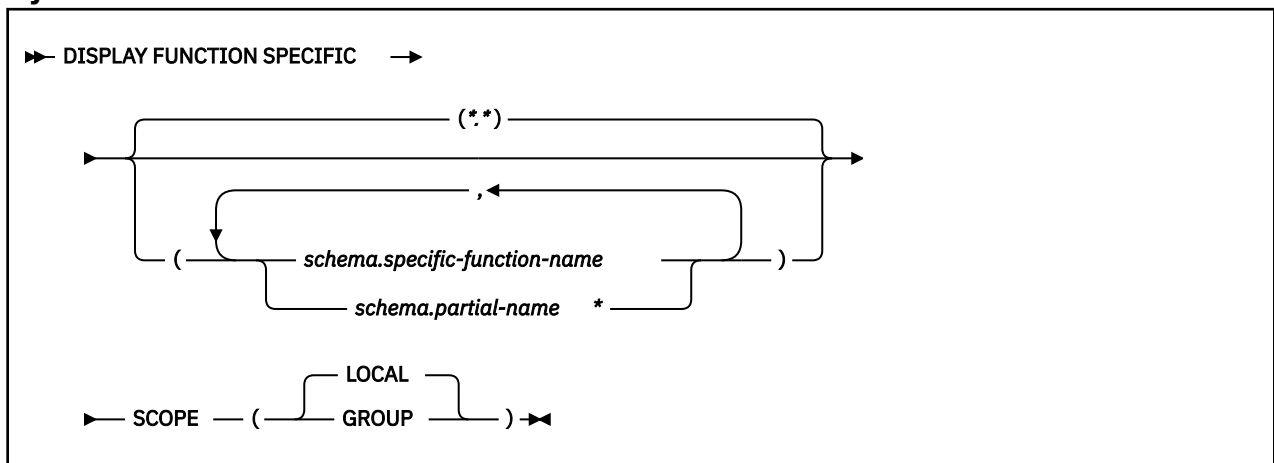 DISPLAY FUNCTION SPECIFIC
(*.*)
,
( schema.specific-function-name )
schema.partial-name *
LOCAL
SCOPE ( GROUP )